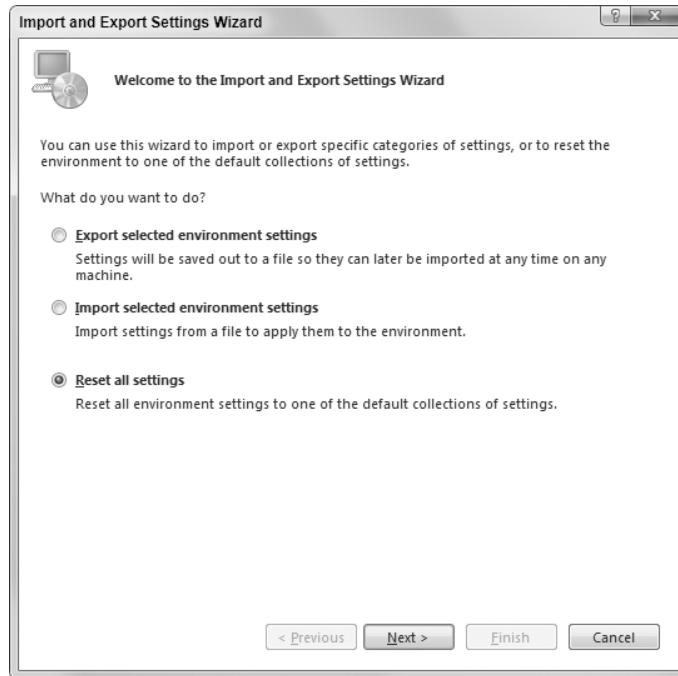 Import and Export Settings Wizard
?
Welcome to the Import and Export Settings Wizard
You can use this wizard to import or export specific categories of settings, or to reset the
environment to one of the default collections of settings.
What do you want to do?
Export selected environment settings
Settings will be saved out to a file so they can later be imported at any time on any
machine.
Import selected environment settings
Import settings from a file to apply them to the environment.
Reset all settings
Reset all environment settings to one of the default collections of settings.
< Previous Next > Finish Cancel